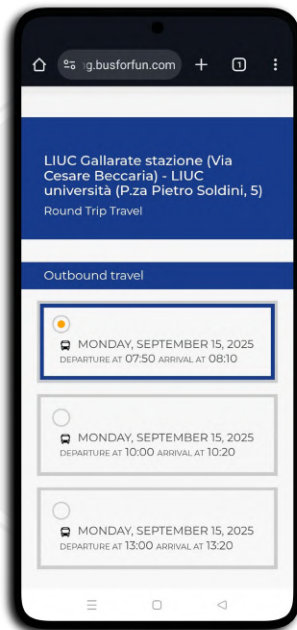 g.busforfun.com
1
LIUC Gallarate stazione (Via
Cesare Beccaria) - LIUC
università (P.za Pietro Soldini, 5)
Round Trip Travel
Outbound travel
MONDAY, SEPTEMBER 15, 2025
DEPARTURE AT 07:50 ARRIVAL AT 08:10
MONDAY, SEPTEMBER 15, 2025
DEPARTURE AT 10:00 ARRIVAL AT 10:20
MONDAY, SEPTEMBER 15, 2025
DEPARTURE AT 13:00 ARRIVAL AT 13:20